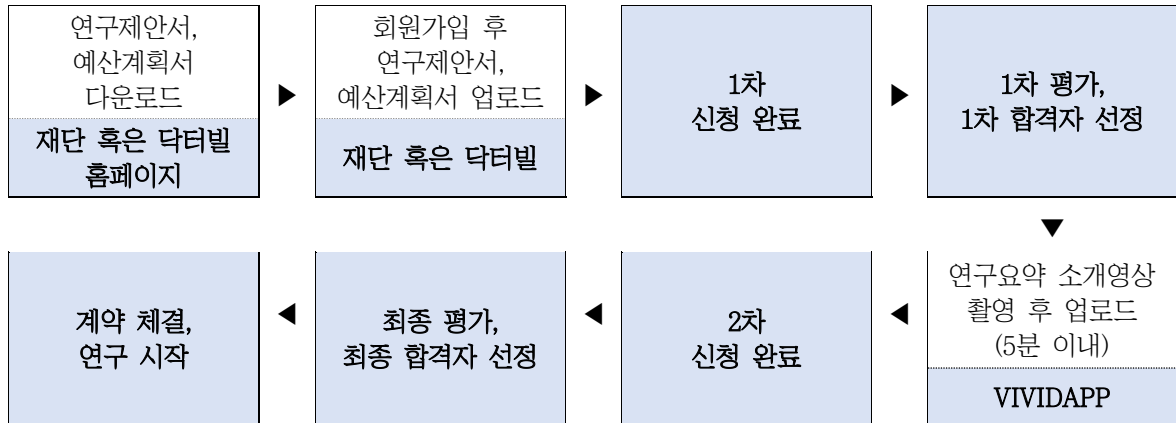 연구제안서,
예산계획서
다운로드
재단 혹은 닥터빌
홈페이지
▶
회원가입 후
연구제안서,
예산계획서 업로드
재단 혹은 닥터빌
▶
1차
신청 완료
▶
1차 평가,
1차 합격자 선정
▼
연구요약 소개영상
촬영 후 업로드
(5분 이내)
VIVIDAPP
◀
2차
신청 완료
◀
최종 평가,
최종 합격자 선정
◀
계약 체결,
연구 시작